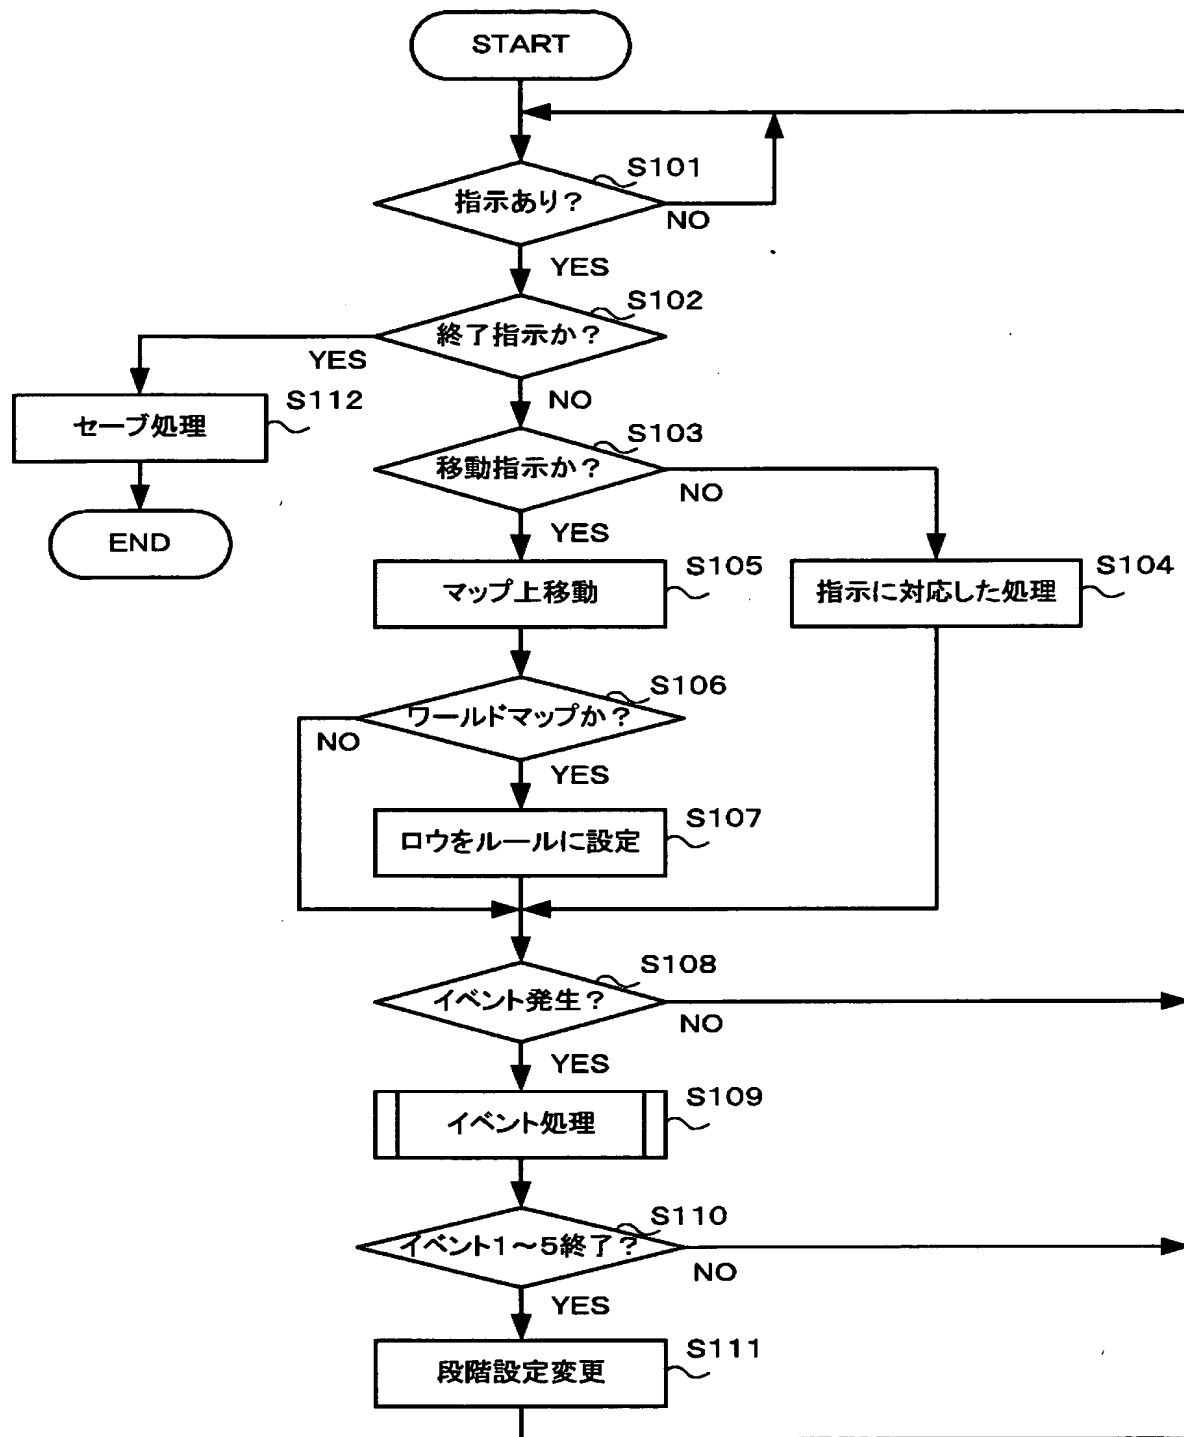 START
S101
指示あり?
NO
YES
S102
終了指示か?
YES
NO
S112
セーブ処理
END
S103
移動指示か?
NO
YES
S105
マップ上移動
S104
指示に対応した処理
S106
ワールドマップか?
NO
YES
S107
ロウをルールに設定
S108
イベント発生?
NO
YES
S109
イベント処理
S110
イベント1~5終了?
NO
YES
S111
段階設定変更